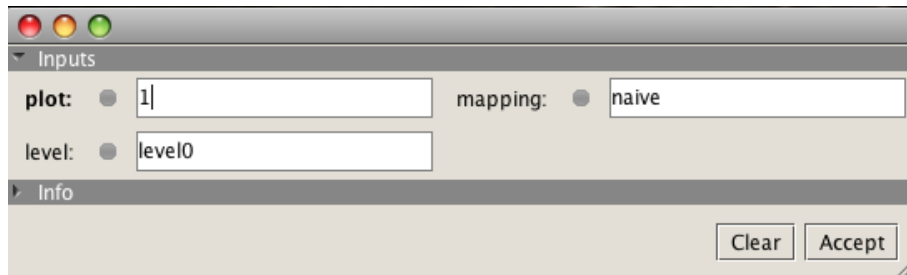 Inputs
plot: 1 mapping: naive
level: level0
Info
Clear Accept